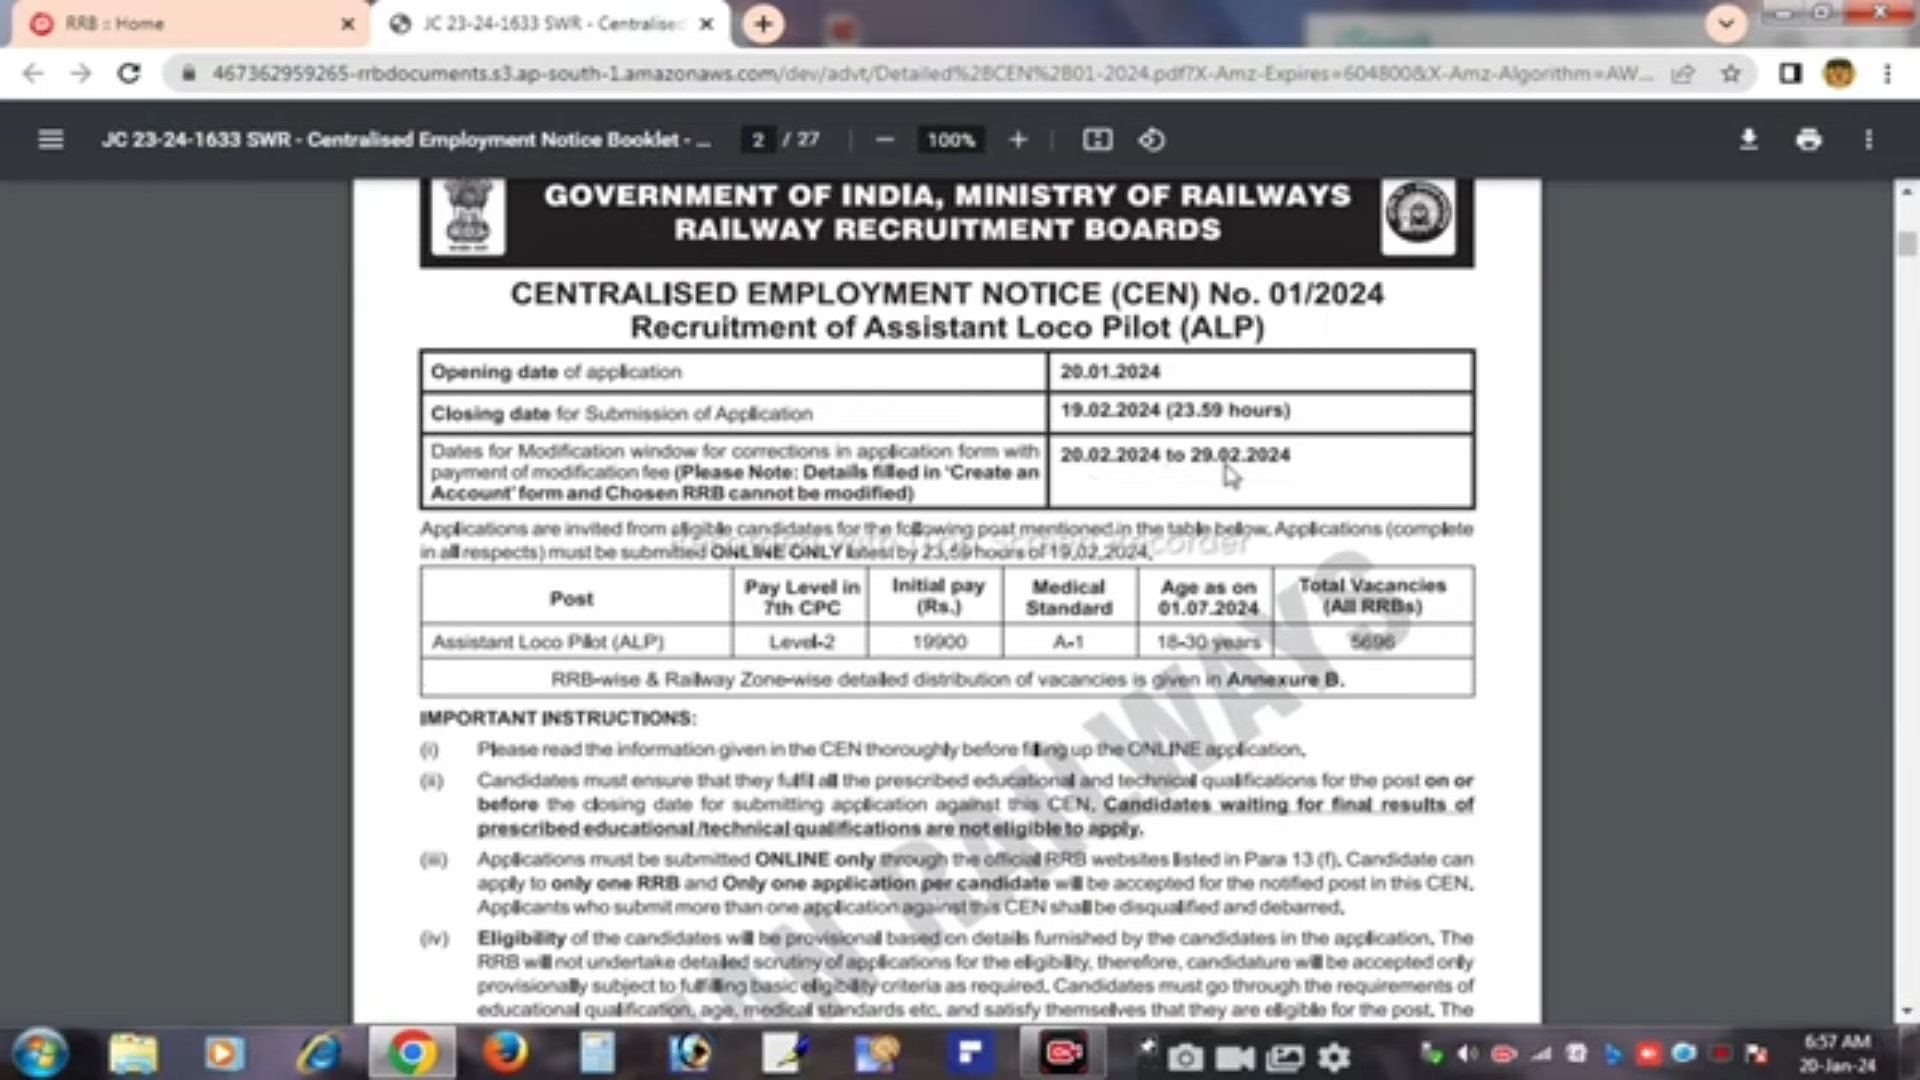 RRB :: Home
JC 23-24-1633 SWR - Centralised
467362959265-rrbdocuments.s3.ap-south-1.amazonaws.com/dev/advt/Detailed%2BCEN%2B01-2024.pdf?X-Amz-Expires=604800&X-Amz-Algorithm=AW...
JC 23-24-1633 SWR - Centralised Employment Notice Booklet - ... 2 / 27 100%
GOVERNMENT OF INDIA, MINISTRY OF RAILWAYS
RAILWAY RECRUITMENT BOARDS
CENTRALISED EMPLOYMENT NOTICE (CEN) No. 01/2024
Recruitment of Assistant Loco Pilot (ALP)
Opening date of application 20.01.2024
Closing date for Submission of Application 19.02.2024 (23.59 hours)
Dates for Modification window for corrections in application form with 20.02.2024 to 29.02.2024
payment of modification fee (Please Note: Details filled in 'Create an
Account' form and Chosen RRB cannot be modified)
Applications are invited from eligible candidates for the following post mentioned in the table below. Applications (complete
in all respects) must be submitted ONLINE ONLY latest by 23.59 hours of 19.02.2024.
Post Pay Level in 7th CPC Initial pay (Rs.) Medical Standard Age as on 01.07.2024 Total Vacancies (All RRBs)
Assistant Loco Pilot (ALP) Level-2 19900 A-1 18-30 years 5696
RRB-wise & Railway Zone-wise detailed distribution of vacancies is given in Annexure B.
IMPORTANT INSTRUCTIONS:
(i) Please read the information given in the CEN thoroughly before filling up the ONLINE application.
(ii) Candidates must ensure that they fulfil all the prescribed educational and technical qualifications for the post on or
before the closing date for submitting application against this CEN. Candidates waiting for final results of
prescribed educational /technical qualifications are not eligible to apply.
(iii) Applications must be submitted ONLINE only through the official RRB websites listed in Para 13 (f). Candidate can
apply to only one RRB and Only one application per candidate will be accepted for the notified post in this CEN.
Applicants who submit more than one application against this CEN shall be disqualified and debarred.
(iv) Eligibility of the candidates will be provisional based on details furnished by the candidates in the application. The
RRB will not undertake detailed scrutiny of applications for the eligibility, therefore, candidature will be accepted only
provisionally subject to fulfilling basic eligibility criteria as required. Candidates must go through the requirements of
educational qualification, age, medical standards etc. and satisfy themselves that they are eligible for the post. The
RAILWAYS
6:57 AM
20-Jan-24